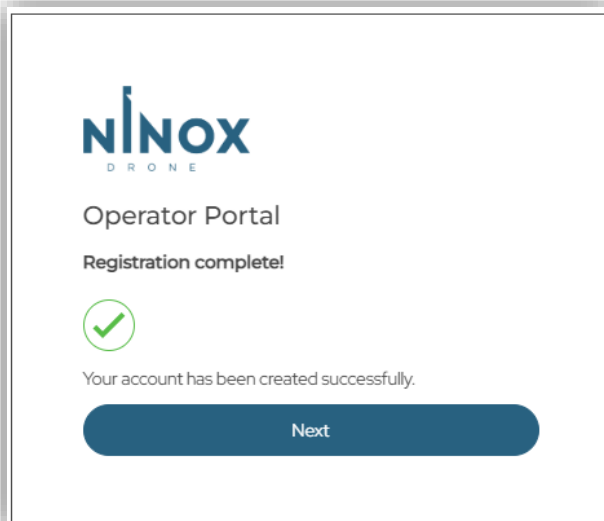 NINOX
DRONE
Operator Portal
Registration complete!
Your account has been created successfully.
Next